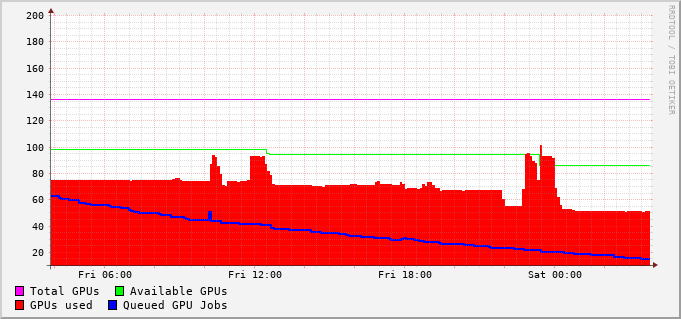 RRDTOOL / TOBI OETIKER
200
180
160
140
120
100
80
60
40
20
Fri 06:00 Fri 12:00 Fri 18:00 Sat 00:00
Total GPUs Available GPUs
GPUs used Queued GPU Jobs